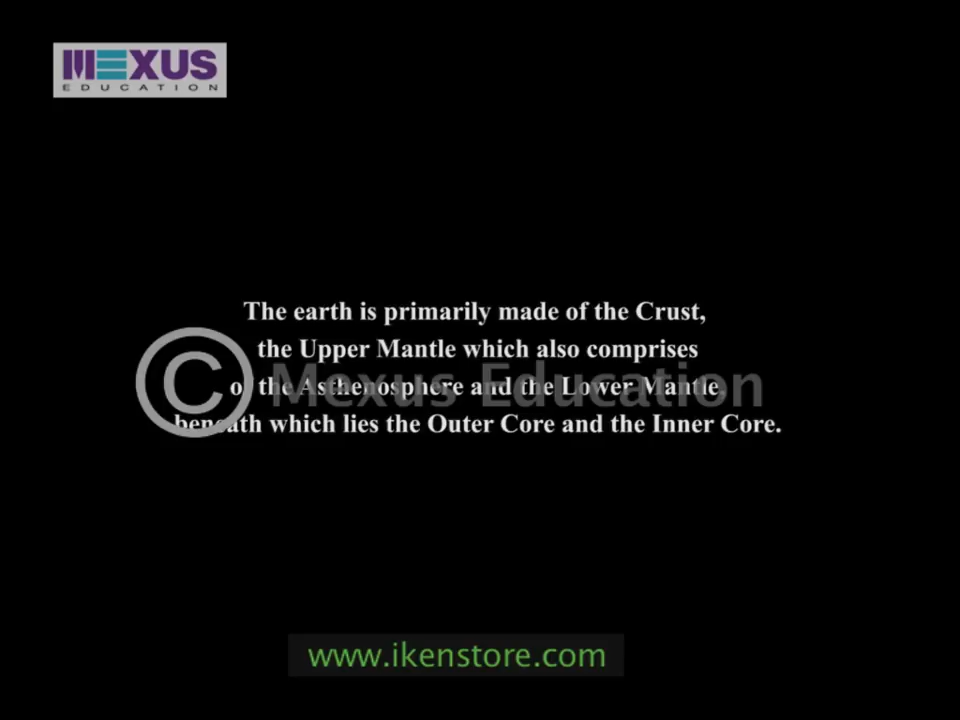 MEXUS
EDUCATION
The earth is primarily made of the Crust,
the Upper Mantle which also comprises
of the Asthenosphere and the Lower Mantle,
beneath which lies the Outer Core and the Inner Core.
© Mexus Education
www.ikenstore.com